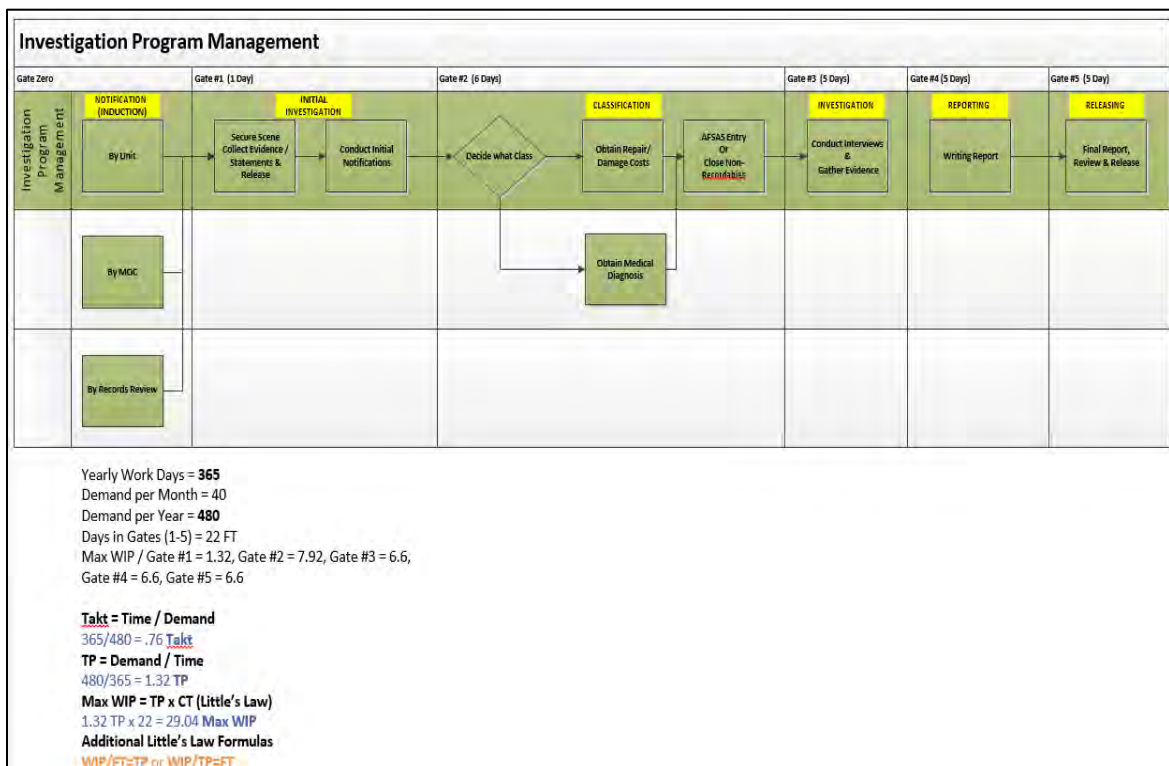 Investigation Program Management
Gate Zero
Gate #1 (1 Day)
Gate #2 (6 Days)
Gate #3 (5 Days)
Gate #4 (5 Days)
Gate #5 (5 Day)
Investigation
Program
Management
NOTIFICATION
(INDUCTION)
INITIAL
INVESTIGATION
CLASSIFICATION
INVESTIGATION
REPORTING
RELEASING
By Unit
Secure Scene
Collect Evidence /
Statements &
Release
Conduct Initial
Notifications
Decide what Class
Obtain Repair/
Damage Costs
AFSAS Entry
Or
Close Non-
Recordables
Conduct Interviews
&
Gather Evidence
Writing Report
Final Report,
Review & Release
By MOC
Obtain Medical
Diagnosis
By Records Review
Yearly Work Days = 365
Demand per Month = 40
Demand per Year = 480
Days in Gates (1-5) = 22 FT
Max WIP / Gate #1 = 1.32, Gate #2 = 7.92, Gate #3 = 6.6,
Gate #4 = 6.6, Gate #5 = 6.6
Takt = Time / Demand
365/480 = .76 Takt
TP = Demand / Time
480/365 = 1.32 TP
Max WIP = TP x CT (Little's Law)
1.32 TP x 22 = 29.04 Max WIP
Additional Little's Law Formulas
WIP/FT=TP or WIP/TP=FT